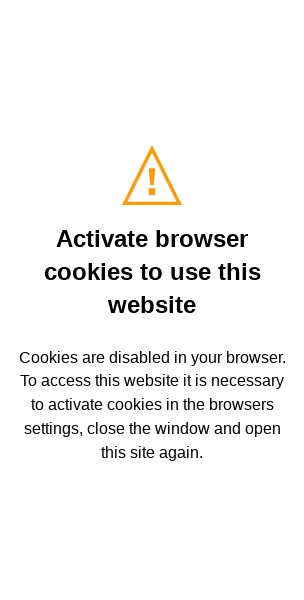 Activate browser
cookies to use this
website
Cookies are disabled in your browser.
To access this website it is necessary
to activate cookies in the browsers
settings, close the window and open
this site again.